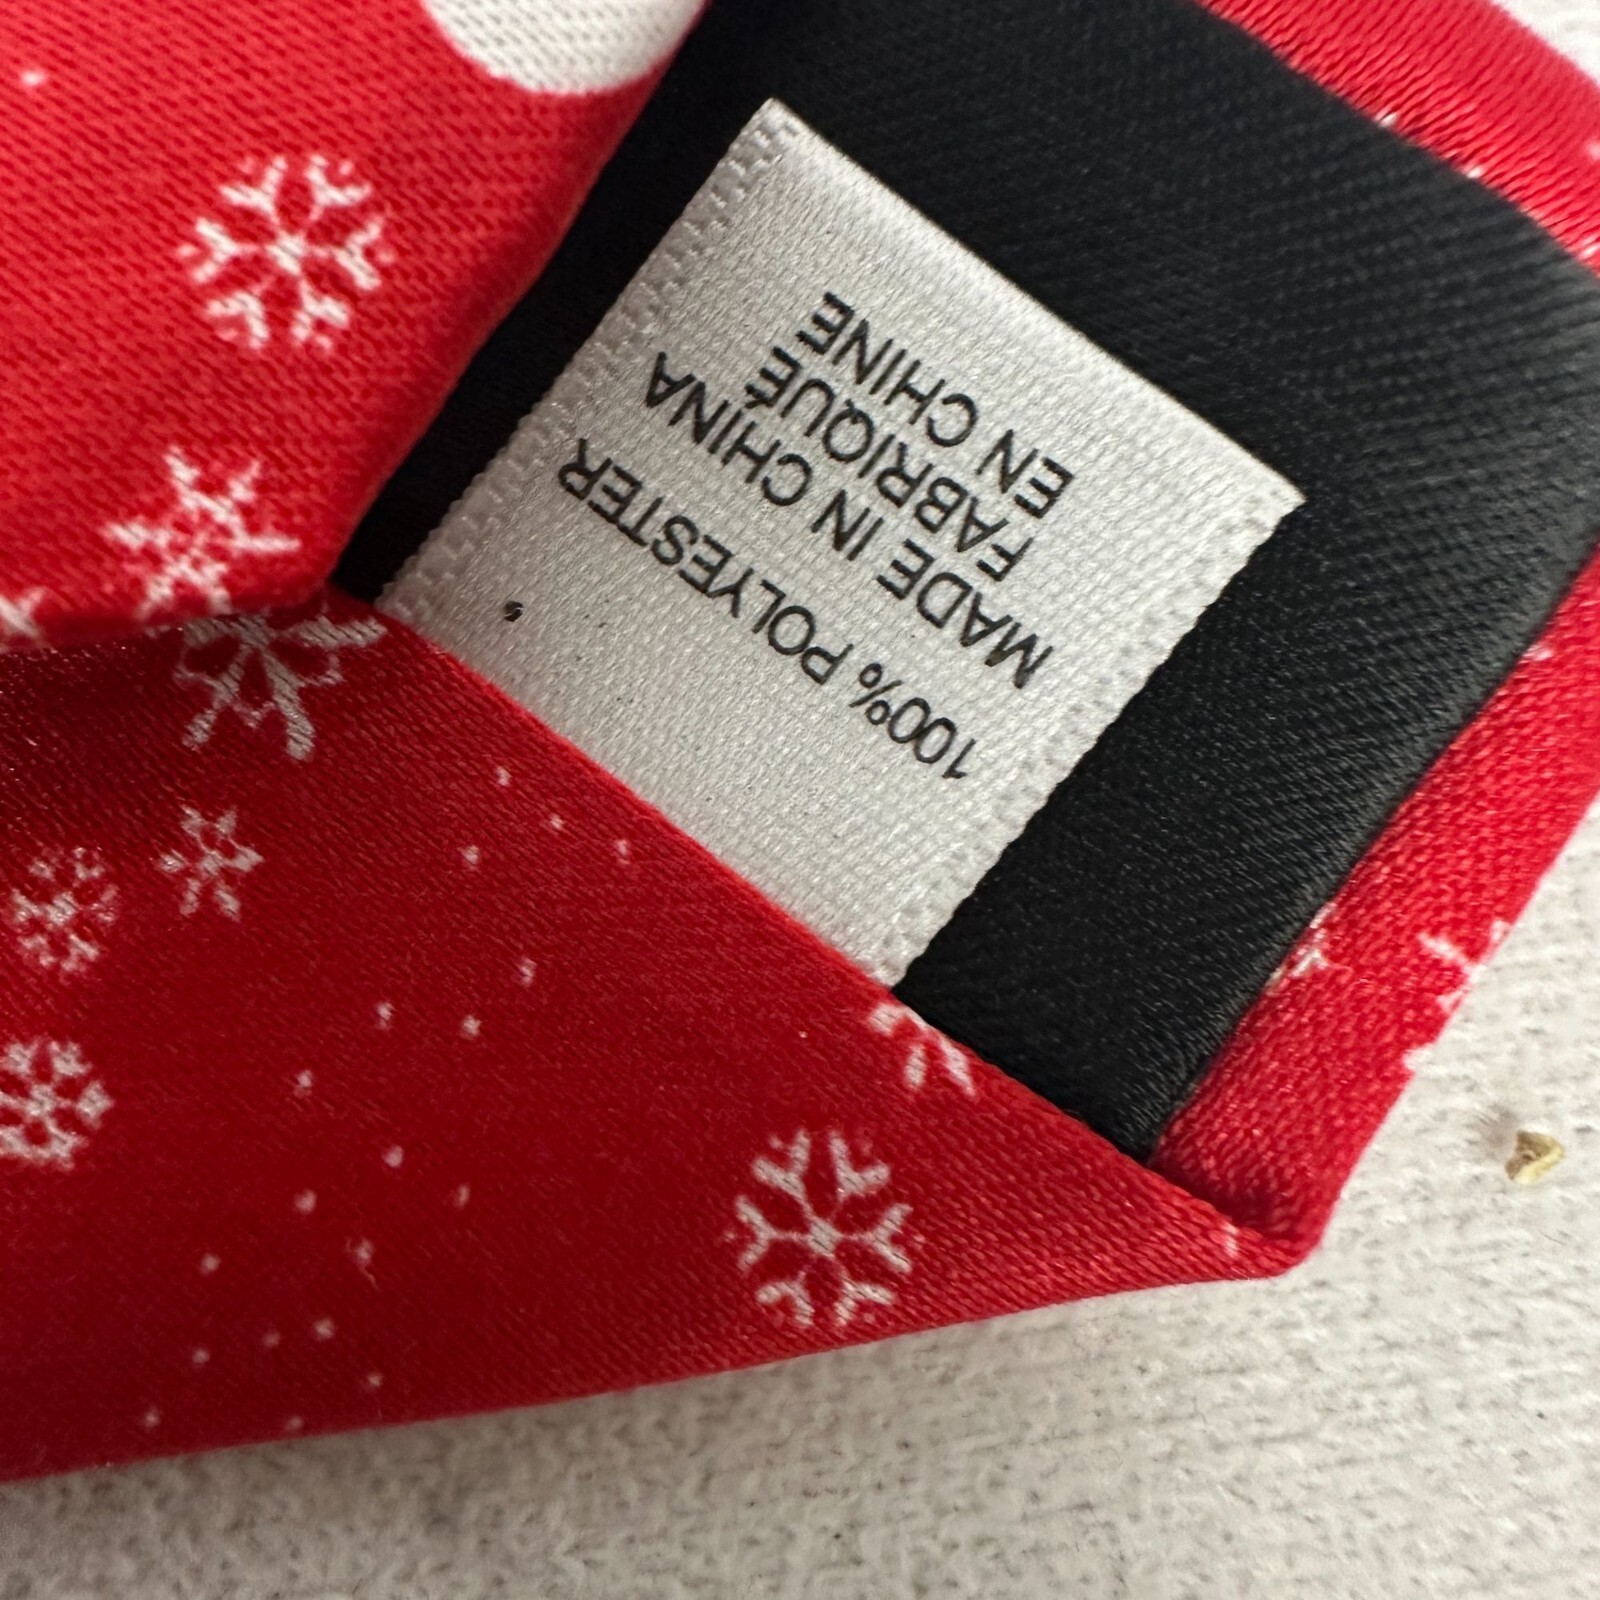 100% POLYESTER
MADE IN CHINA
FABRIQUÉ
EN CHINE